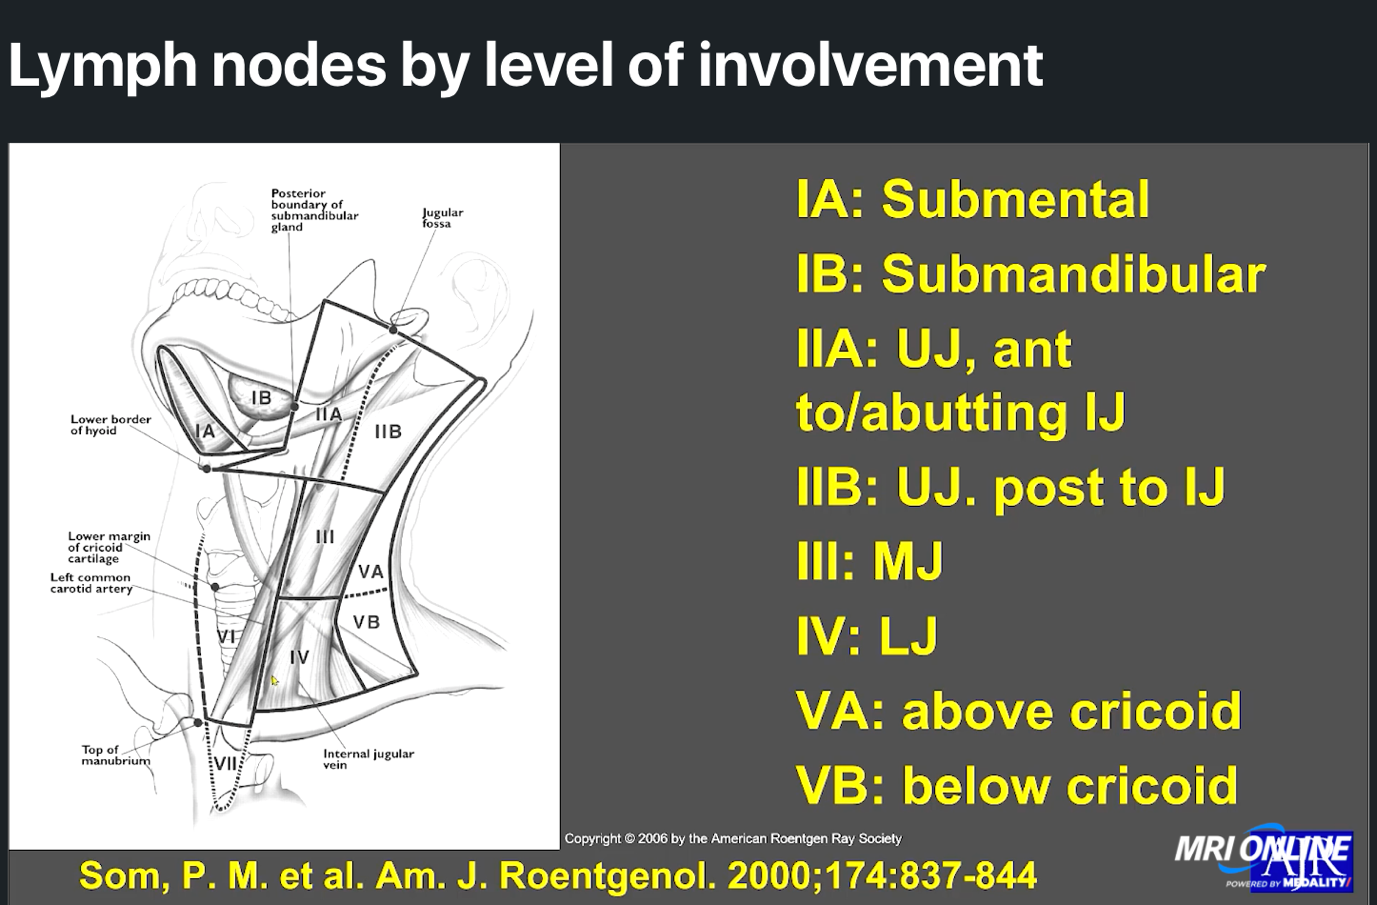 Lymph nodes by level of involvement
Posterior
boundary of
submandibular
gland
Jugular
fossa
IB
IIA
IIB
IA
Lower border
of hyoid
III
Lower margin
of cricoid
cartilage
Left common
carotid artery
VA
VB
VI
IV
Top of
manubrium
VII
Internal jugular
vein
IA: Submental
IB: Submandibular
IIA: UJ, ant
to/abutting IJ
IIB: UJ. post to IJ
III: MJ
IV: LJ
VA: above cricoid
VB: below cricoid
Copyright © 2006 by the American Roentgen Ray Society
Som, P. M. et al. Am. J. Roentgenol. 2000;174:837-844
MRI ONLINE
AJR
POWERED BY MEDALITY